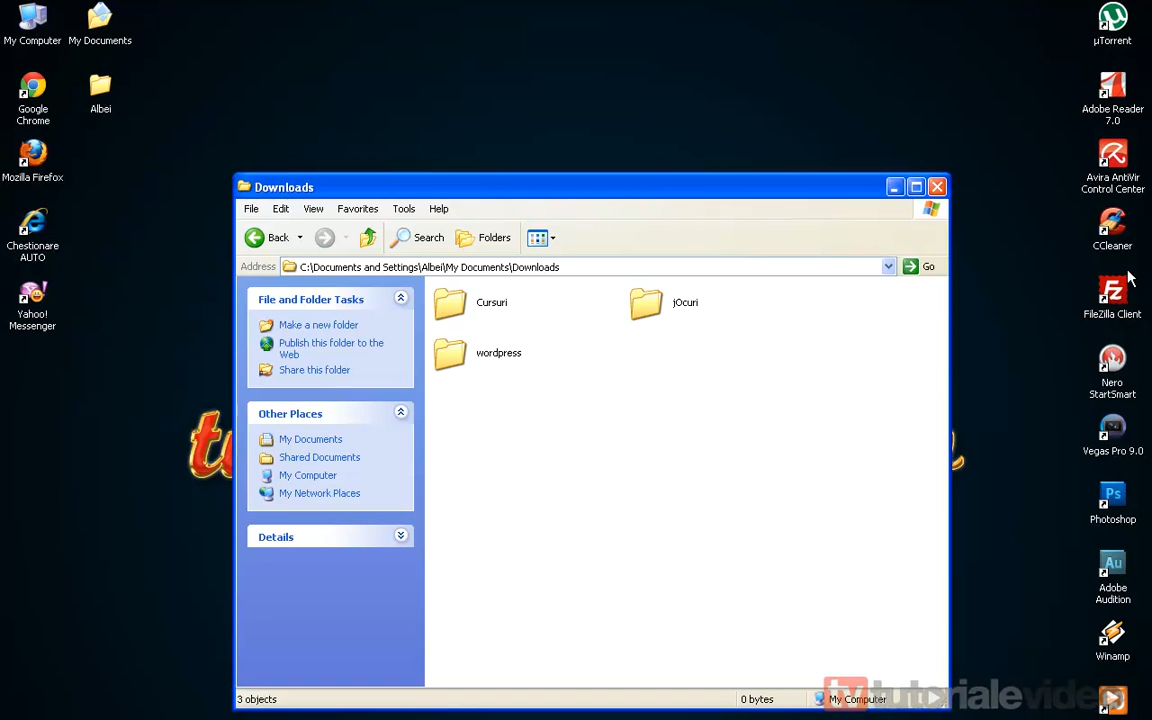 My Computer
My Documents
Google
Chrome
Albei
Mozilla Firefox
Chestionare
AUTO
Yahoo!
Messenger
Downloads
File Edit View Favorites Tools Help
Back Search Folders
Address C:\Documents and Settings\Albei\My Documents\Downloads Go
File and Folder Tasks
Make a new folder
Publish this folder to the
Web
Share this folder
Other Places
My Documents
Shared Documents
My Computer
My Network Places
Details
Cursuri
jOcuri
wordpress
3 objects
0 bytes
My Computer
µTorrent
Adobe Reader
7.0
Avira AntiVir
Control Center
CCleaner
FileZilla Client
Nero
StartSmart
Vegas Pro 9.0
Photoshop
Adobe
Audition
Winamp
tv tutorialevideo